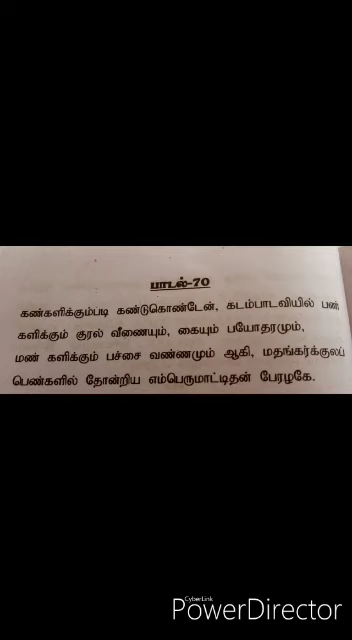 பாடல்-70
கண்களிக்கும்படி கண்டுகொண்டேன், கடம்பாடவியில் பண்
களிக்கும் குரல் வீணையும், கையும் பயோதரமும்,
மண் களிக்கும் பச்சை வண்ணமும் ஆகி, மதங்கர்க்குலப்
பெண்களில் தோன்றிய எம்பெருமாட்டிதன் பேரழகே.
CyberLink
PowerDirector